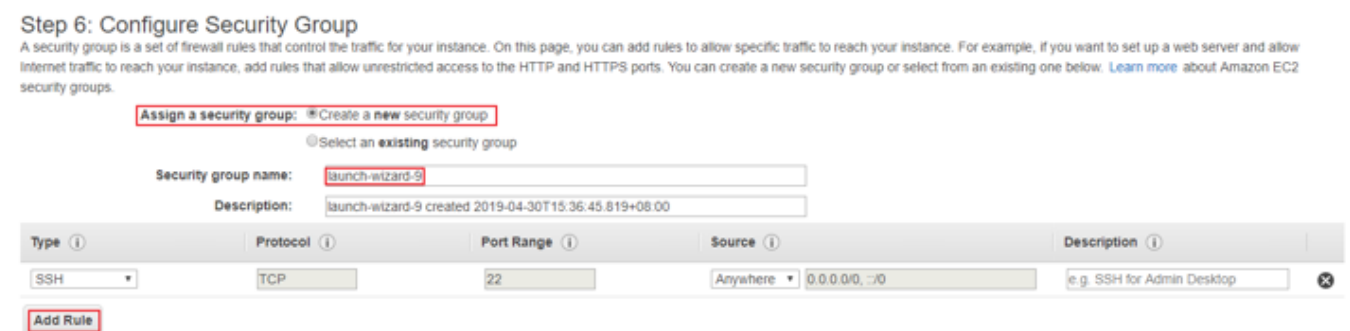 Step 6: Configure Security Group
A security group is a set of firewall rules that control the traffic for your instance. On this page, you can add rules to allow specific traffic to reach your instance. For example, if you want to set up a web server and allow
Internet traffic to reach your instance, add rules that allow unrestricted access to the HTTP and HTTPS ports. You can create a new security group or select from an existing one below. Learn more about Amazon EC2
security groups.
Assign a security group: Create a new security group
Select an existing security group
Security group name: launch-wizard-9
Description: launch-wizard-9 created 2019-04-30T15:36:45.819+08:00
Type Protocol Port Range Source Description
SSH TCP 22 Anywhere 0.0.0.0/0, ::/0 e.g. SSH for Admin Desktop
Add Rule